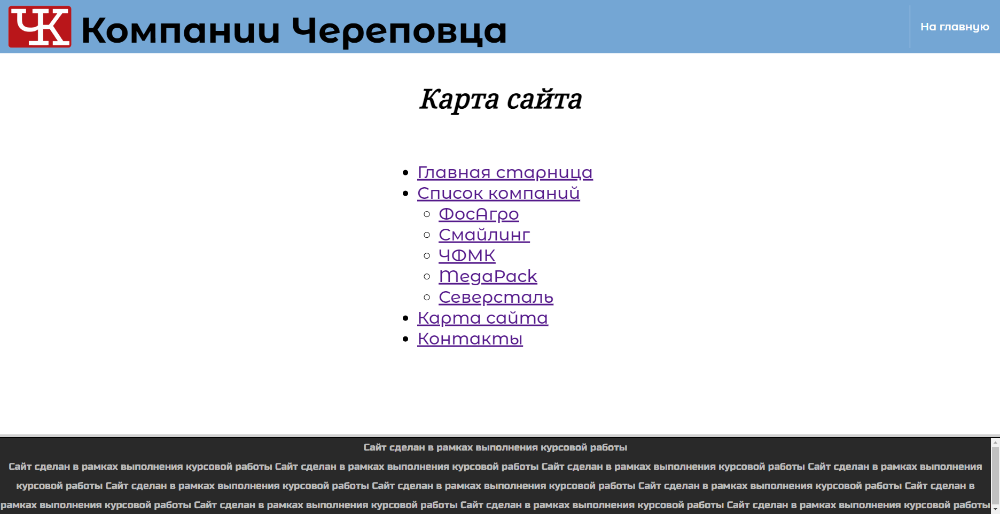 ЧК Компании Череповца
На главную
Карта сайта
Главная старница
Список компаний
ФосАгро
Смайлинг
ЧФМК
MegaPack
Северсталь
Карта сайта
Контакты
Сайт сделан в рамках выполнения курсовой работы
Сайт сделан в рамках выполнения курсовой работы Сайт сделан в рамках выполнения курсовой работы Сайт сделан в рамках выполнения курсовой работы Сайт сделан в рамках выполнения
курсовой работы Сайт сделан в рамках выполнения курсовой работы Сайт сделан в рамках выполнения курсовой работы Сайт сделан в рамках выполнения курсовой работы Сайт сделан в
рамках выполнения курсовой работы Сайт сделан в рамках выполнения курсовой работы Сайт сделан в рамках выполнения курсовой работы Сайт сделан в рамках выполнения курсовой работы